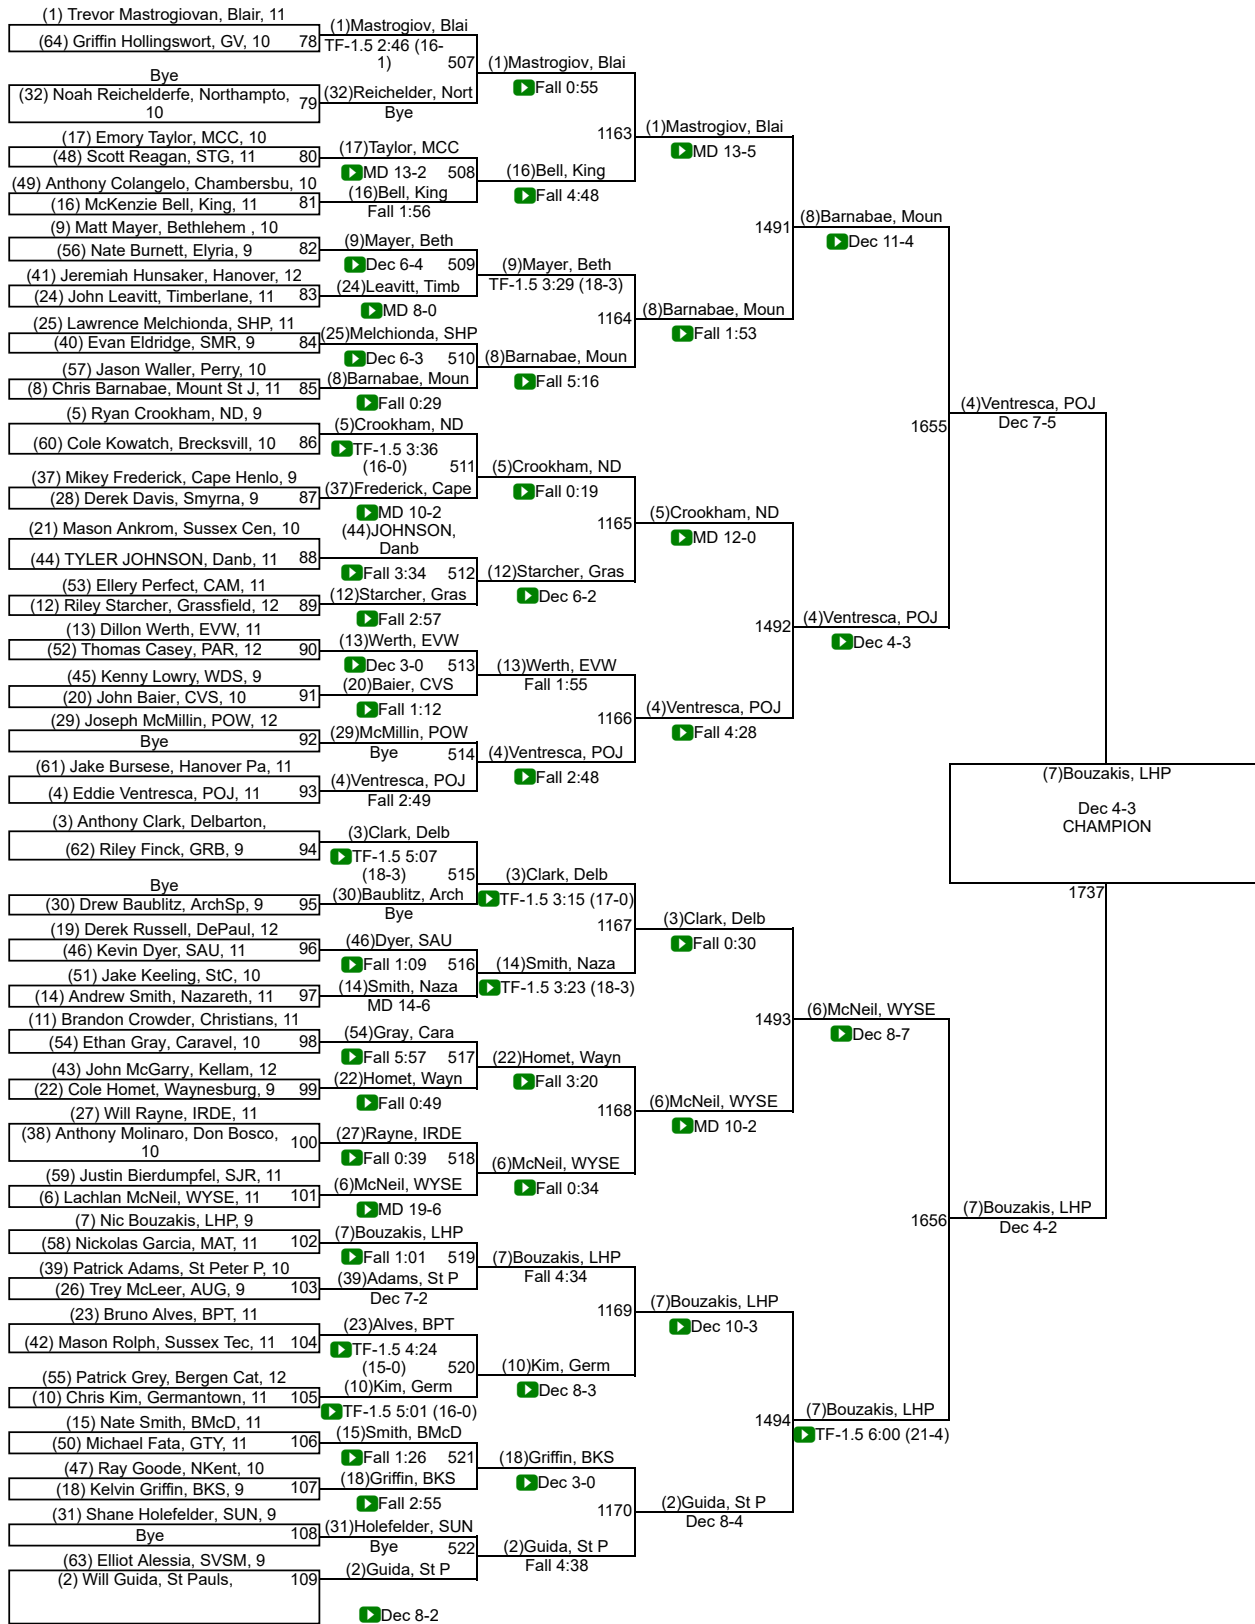 (1) Trevor Mastrogiovan, Blair, 11
(64) Griffin Hollingswort, GV, 10 78
Bye
(32) Noah Reichelderfe, Northampto, 10 79
(17) Emory Taylor, MCC, 10
(48) Scott Reagan, STG, 11 80
(49) Anthony Colangelo, Chambersbu, 10
(16) McKenzie Bell, King, 11 81
(9) Matt Mayer, Bethlehem , 10
(56) Nate Burnett, Elyria, 9 82
(41) Jeremiah Hunsaker, Hanover, 12
(24) John Leavitt, Timberlane, 11 83
(25) Lawrence Melchionda, SHP, 11
(40) Evan Eldridge, SMR, 9 84
(57) Jason Waller, Perry, 10
(8) Chris Barnabae, Mount St J, 11 85
(5) Ryan Crookham, ND, 9
(60) Cole Kowatch, Brecksvill, 10 86
(37) Mikey Frederick, Cape Henlo, 9
(28) Derek Davis, Smyrna, 9 87
(21) Mason Ankrom, Sussex Cen, 10
(44) TYLER JOHNSON, Danb, 11 88
(53) Ellery Perfect, CAM, 11
(12) Riley Starcher, Grassfield, 12 89
(13) Dillon Werth, EVW, 11
(52) Thomas Casey, PAR, 12 90
(45) Kenny Lowry, WDS, 9
(20) John Baier, CVS, 10 91
(29) Joseph McMillin, POW, 12
Bye 92
(61) Jake Bursese, Hanover Pa, 11
(4) Eddie Ventresca, POJ, 11 93
(3) Anthony Clark, Delbarton,
(62) Riley Finck, GRB, 9 94
Bye
(30) Drew Baublitz, ArchSp, 9 95
(19) Derek Russell, DePaul, 12
(46) Kevin Dyer, SAU, 11 96
(51) Jake Keeling, StC, 10
(14) Andrew Smith, Nazareth, 11 97
(11) Brandon Crowder, Christians, 11
(54) Ethan Gray, Caravel, 10 98
(43) John McGarry, Kellam, 12
(22) Cole Homet, Waynesburg, 9 99
(27) Will Rayne, IRDE, 11
(38) Anthony Molinaro, Don Bosco, 10 100
(59) Justin Bierdumpfel, SJR, 11
(6) Lachlan McNeil, WYSE, 11 101
(7) Nic Bouzakis, LHP, 9
(58) Nickolas Garcia, MAT, 11 102
(39) Patrick Adams, St Peter P, 10
(26) Trey McLeer, AUG, 9 103
(23) Bruno Alves, BPT, 11
(42) Mason Rolph, Sussex Tec, 11 104
(55) Patrick Grey, Bergen Cat, 12
(10) Chris Kim, Germantown, 11 105
(15) Nate Smith, BMcD, 11
(50) Michael Fata, GTY, 11 106
(47) Ray Goode, NKent, 10
(18) Kelvin Griffin, BKS, 9 107
(31) Shane Holefelder, SUN, 9
Bye 108
(63) Elliot Alessia, SVSM, 9
(2) Will Guida, St Pauls, 109
(1)Mastrogiov, Blai
TF-1.5 2:46 (16-
1) 507
(32)Reichelder, Nort
Bye
(17)Taylor, MCC
MD 13-2 508
(16)Bell, King
Fall 1:56
(9)Mayer, Beth
Dec 6-4 509
(24)Leavitt, Timb
MD 8-0
(25)Melchionda, SHP
Dec 6-3 510
(8)Barnabae, Moun
Fall 0:29
(5)Crookham, ND
TF-1.5 3:36
(16-0) 511
(37)Frederick, Cape
MD 10-2
(44)JOHNSON,
Danb
Fall 3:34 512
(12)Starcher, Gras
Fall 2:57
(13)Werth, EVW
Dec 3-0 513
(20)Baier, CVS
Fall 1:12
(29)McMillin, POW
Bye 514
(4)Ventresca, POJ
Fall 2:49
(3)Clark, Delb
TF-1.5 5:07
(18-3) 515
(30)Baublitz, Arch
Bye
(46)Dyer, SAU
Fall 1:09 516
(14)Smith, Naza
MD 14-6
(54)Gray, Cara
Fall 5:57 517
(22)Homet, Wayn
Fall 0:49
(27)Rayne, IRDE
Fall 0:39 518
(6)McNeil, WYSE
MD 19-6
(7)Bouzakis, LHP
Fall 1:01 519
(39)Adams, St P
Dec 7-2
(23)Alves, BPT
TF-1.5 4:24
(15-0) 520
(10)Kim, Germ
TF-1.5 5:01 (16-0)
(15)Smith, BMcD
Fall 1:26 521
(18)Griffin, BKS
Fall 2:55
(31)Holefelder, SUN
Bye 522
(2)Guida, St P
Dec 8-2
(1)Mastrogiov, Blai
Fall 0:55
1163
(16)Bell, King
Fall 4:48
(9)Mayer, Beth
TF-1.5 3:29 (18-3)
1164
(8)Barnabae, Moun
Fall 5:16
(5)Crookham, ND
Fall 0:19
1165
(12)Starcher, Gras
Dec 6-2
(13)Werth, EVW
Fall 1:55
1166
(4)Ventresca, POJ
Fall 2:48
(3)Clark, Delb
TF-1.5 3:15 (17-0)
1167
(14)Smith, Naza
TF-1.5 3:23 (18-3)
(22)Homet, Wayn
Fall 3:20
1168
(6)McNeil, WYSE
Fall 0:34
(7)Bouzakis, LHP
Fall 4:34
1169
(10)Kim, Germ
Dec 8-3
(18)Griffin, BKS
Dec 3-0
1170
(2)Guida, St P
Fall 4:38
(1)Mastrogiov, Blai
MD 13-5
1491
(8)Barnabae, Moun
Fall 1:53
(5)Crookham, ND
MD 12-0
1492
(4)Ventresca, POJ
Fall 4:28
(3)Clark, Delb
Fall 0:30
1493
(6)McNeil, WYSE
MD 10-2
(7)Bouzakis, LHP
Dec 10-3
1494
(2)Guida, St P
Dec 8-4
(8)Barnabae, Moun
Dec 11-4
1655
(4)Ventresca, POJ
Dec 4-3
(6)McNeil, WYSE
Dec 8-7
1656
(7)Bouzakis, LHP
TF-1.5 6:00 (21-4)
(4)Ventresca, POJ
Dec 7-5
(7)Bouzakis, LHP
Dec 4-2
(7)Bouzakis, LHP
Dec 4-3
CHAMPION
1737